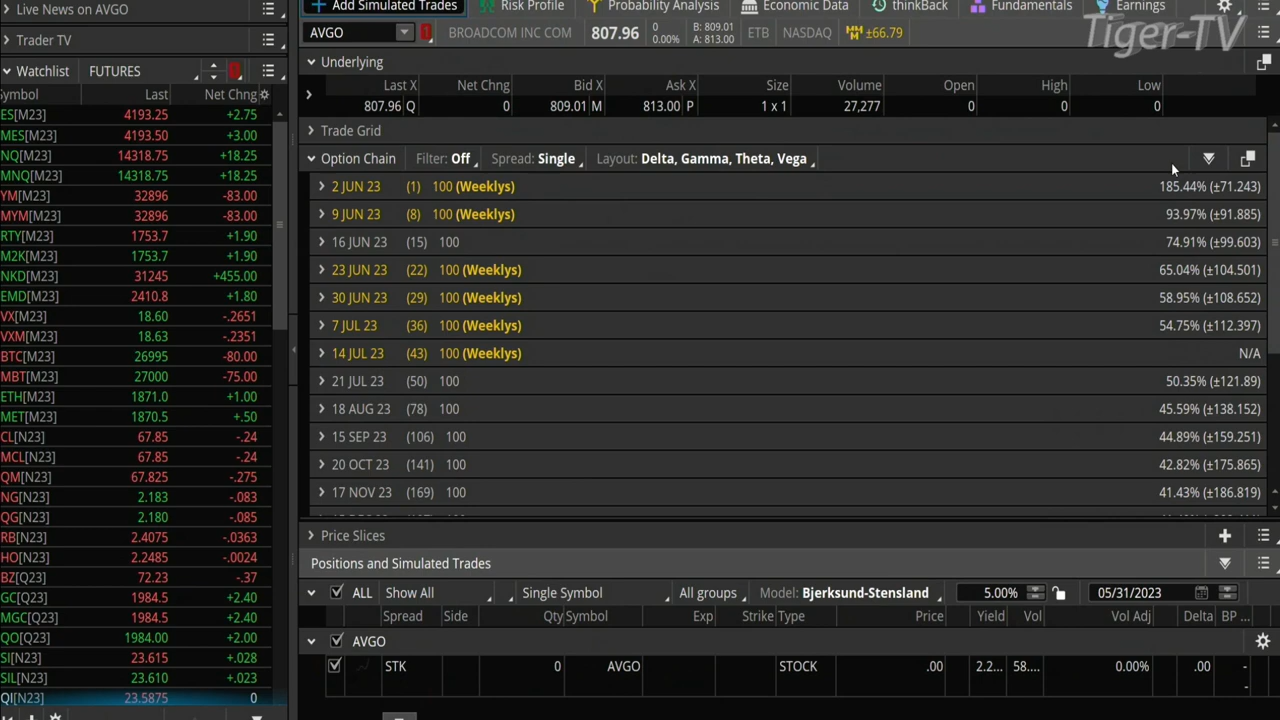 Live News on AVGO
Add Simulated Trades Risk Profile Probability Analysis Economic Data thinkBack Fundamentals Earnings
Tiger-TV
Trader TV
AVGO BROADCOM INC COM 807.96 0 0.00% B: 809.01 A: 813.00 ETB NASDAQ ±66.79
Watchlist FUTURES
Underlying
Symbol Last Net Chng
Last X Net Chng Bid X Ask X Size Volume Open High Low
807.96 Q 0 809.01 M 813.00 P 1 x 1 27,277 0 0 0
Trade Grid
Option Chain Filter: Off Spread: Single Layout: Delta, Gamma, Theta, Vega
2 JUN 23 (1) 100 (Weeklys) 185.44% (±71.243)
9 JUN 23 (8) 100 (Weeklys) 93.97% (±91.885)
16 JUN 23 (15) 100 74.91% (±99.603)
23 JUN 23 (22) 100 (Weeklys) 65.04% (±104.501)
30 JUN 23 (29) 100 (Weeklys) 58.95% (±108.652)
7 JUL 23 (36) 100 (Weeklys) 54.75% (±112.397)
14 JUL 23 (43) 100 (Weeklys) N/A
21 JUL 23 (50) 100 50.35% (±121.89)
18 AUG 23 (78) 100 45.59% (±138.152)
15 SEP 23 (106) 100 44.89% (±159.251)
20 OCT 23 (141) 100 42.82% (±175.865)
17 NOV 23 (169) 100 41.43% (±186.819)
Price Slices
Positions and Simulated Trades
ALL Show All Single Symbol All groups Model: Bjerksund-Stensland 5.00% 05/31/2023
Spread Side Qty Symbol Exp Strike Type Price Yield Vol Vol Adj Delta BP ...
AVGO
STK 0 AVGO STOCK .00 2.2... 58.... 0.00% .00 -
-
ES[M23] 4193.25 +2.75
MES[M23] 4193.50 +3.00
NQ[M23] 14318.75 +18.25
MNQ[M23] 14318.75 +18.25
YM[M23] 32896 -83.00
MYM[M23] 32896 -83.00
RTY[M23] 1753.7 +1.90
M2K[M23] 1753.7 +1.90
NKD[M23] 31245 +455.00
EMD[M23] 2410.8 +1.80
VX[M23] 18.60 -.2651
VXM[M23] 18.63 -.2351
BTC[M23] 26995 -80.00
MBT[M23] 27000 -75.00
ETH[M23] 1871.0 +1.00
MET[M23] 1870.5 +.50
CL[N23] 67.85 -.24
MCL[N23] 67.85 -.24
QM[N23] 67.825 -.275
NG[N23] 2.183 -.083
QG[N23] 2.180 -.085
RB[N23] 2.4075 -.0363
HO[N23] 2.2485 -.0024
BZ[Q23] 72.23 -.37
GC[Q23] 1984.5 +2.40
MGC[Q23] 1984.5 +2.40
QO[Q23] 1984.00 +2.00
SI[N23] 23.615 +.028
SIL[N23] 23.610 +.023
QI[N23] 23.5875 0